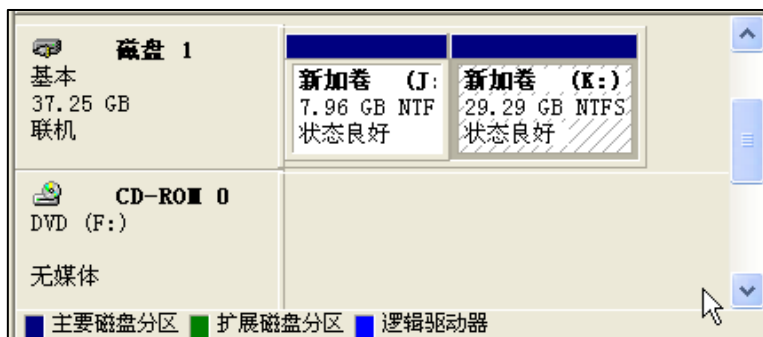 磁盘 1
基本
37.25 GB
联机
新加卷 (J:
7.96 GB NTF
状态良好
新加卷 (K:)
29.29 GB NTFS
状态良好
CD-ROM 0
DVD (F:)
无媒体
主要磁盘分区 扩展磁盘分区 逻辑驱动器